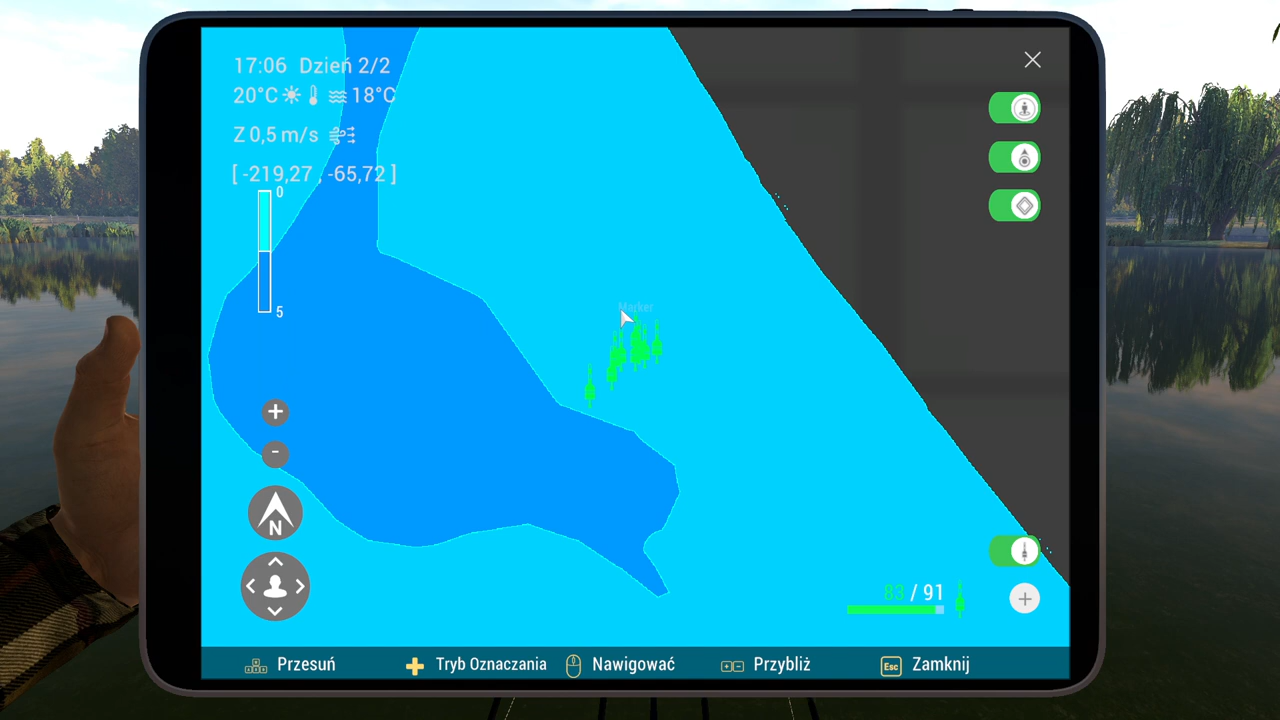 17:06 Dzień 2/2
20°C 18°C
Z 0,5 m/s
[ -219,27 , -65,72 ]
0
5
Marker
+
-
N
83 / 91
+
Przesuń Tryb Oznaczania Nawigować Przybliż Esc Zamknij